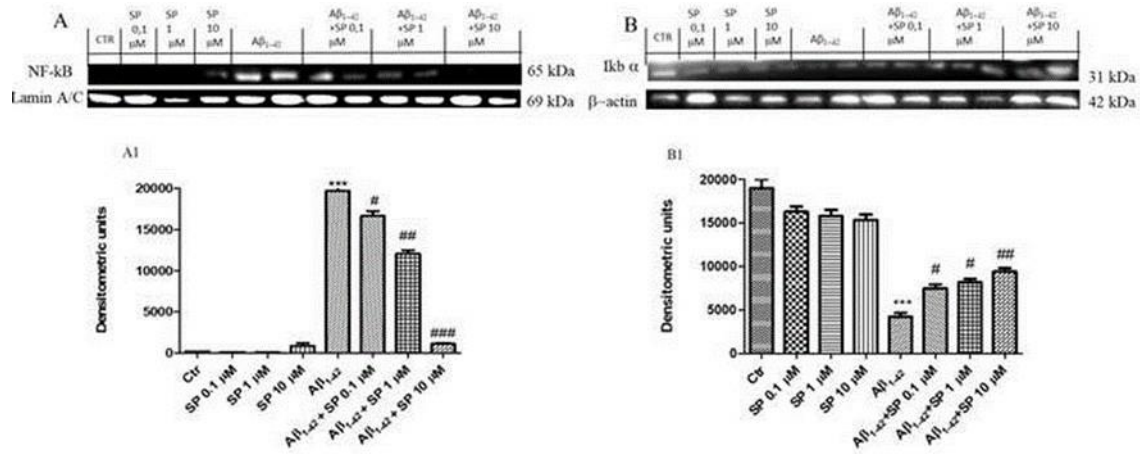 A
CTR
SP 0,1 μM
SP 1 μM
SP 10 μM
Aβ₁₋₄₂
Aβ₁₋₄₂ +SP 0,1 μM
Aβ₁₋₄₂ +SP 1 μM
Aβ₁₋₄₂ +SP 10 μM
NF-kB
65 kDa
Lamin A/C
69 kDa
B
CTR
SP 0,1 μM
SP 1 μM
SP 10 μM
Aβ₁₋₄₂
Aβ₁₋₄₂ +SP 0,1 μM
Aβ₁₋₄₂ +SP 1 μM
Aβ₁₋₄₂ +SP 10 μM
Ikb α
31 kDa
β-actin
42 kDa
A1
Densitometric units
20000
15000
10000
5000
0
***
#
##
###
Ctr
SP 0.1 μM
SP 1 μM
SP 10 μM
Aβ₁₋₄₂
Aβ₁₋₄₂ + SP 0.1 μM
Aβ₁₋₄₂ + SP 1 μM
Aβ₁₋₄₂ + SP 10 μM
B1
Densitometric units
20000
15000
10000
5000
0
***
#
#
##
Ctr
SP 0.1 μM
SP 1 μM
SP 10 μM
Aβ₁₋₄₂
Aβ₁₋₄₂+SP 0.1 μM
Aβ₁₋₄₂+SP 1 μM
Aβ₁₋₄₂+SP 10 μM